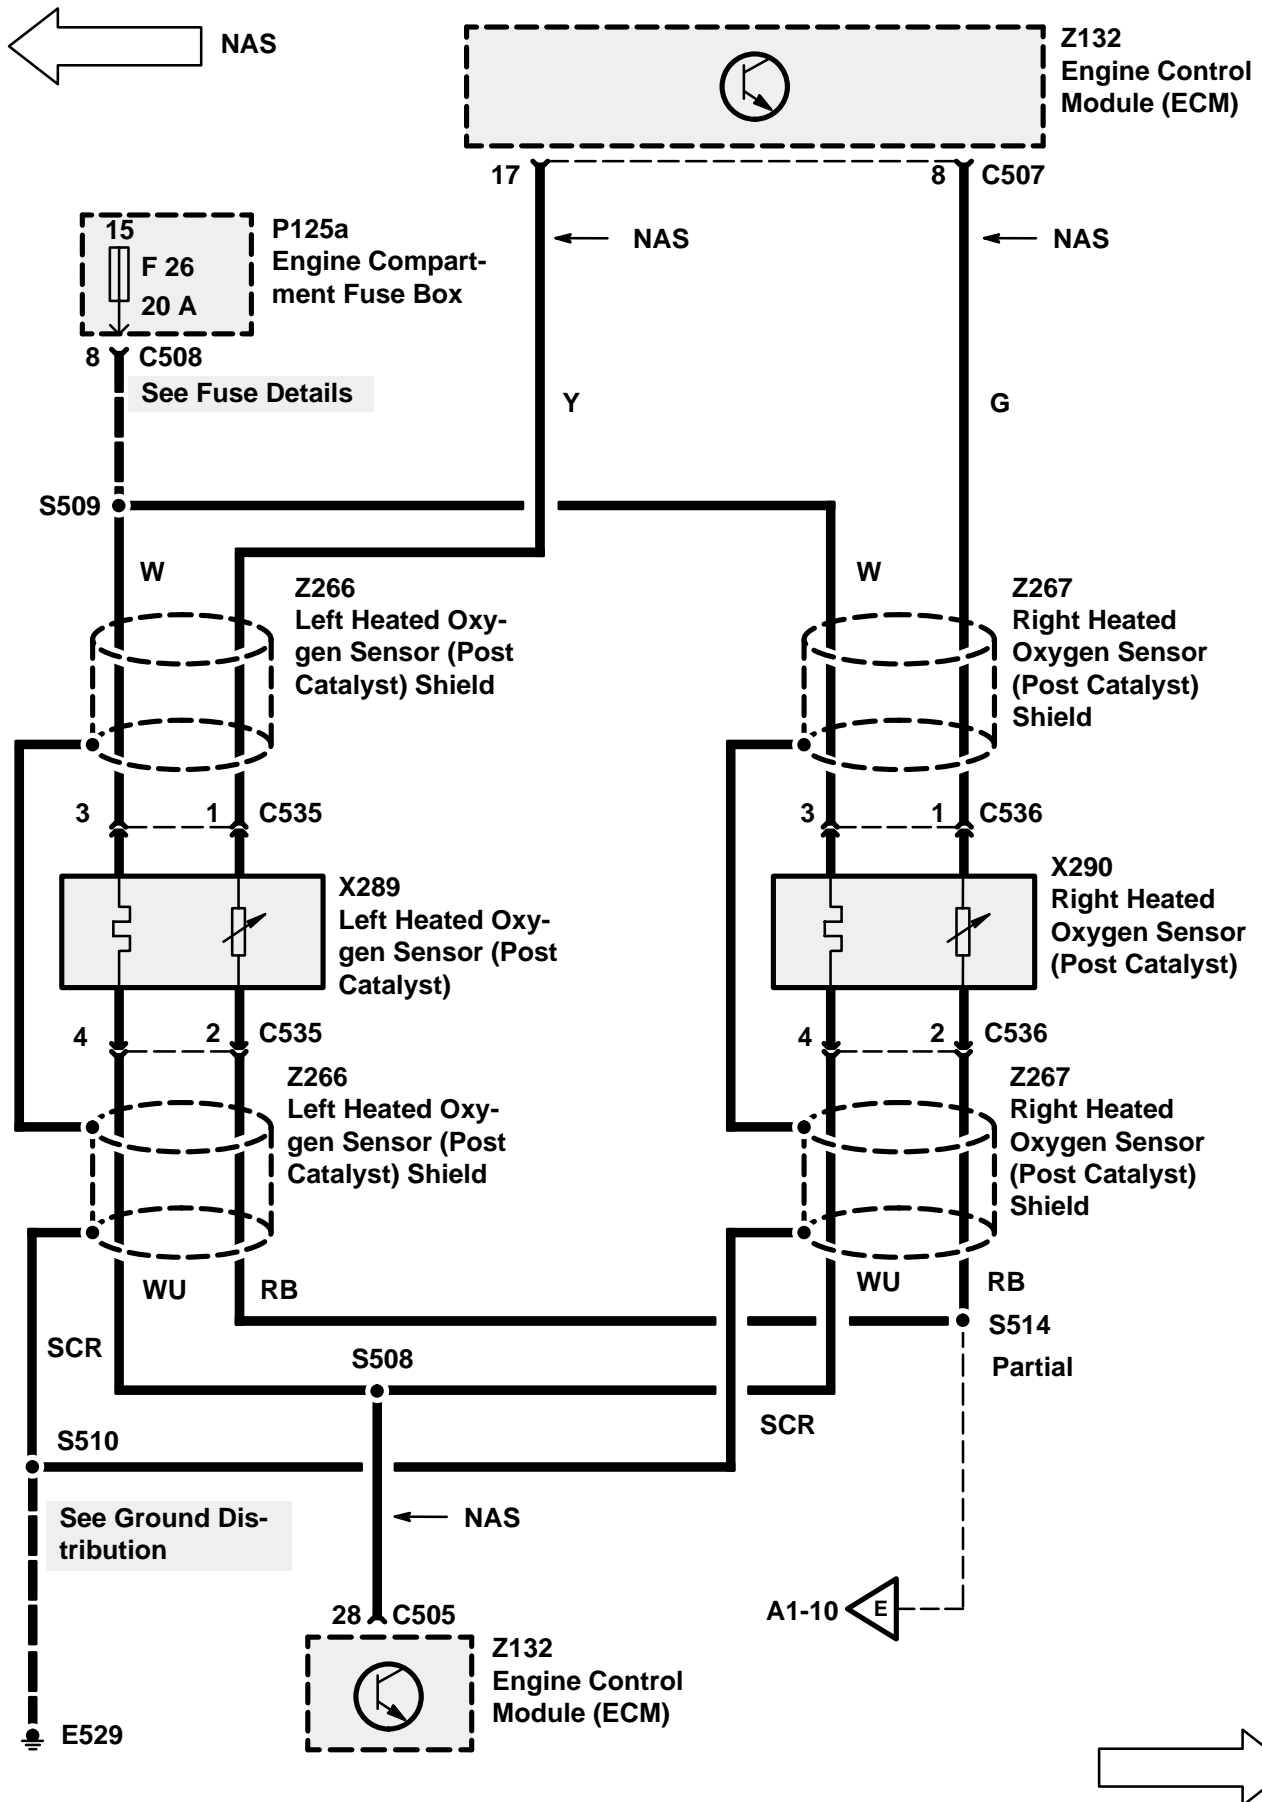 NAS
Z132
Engine Control
Module (ECM)
17
8
C507
NAS
NAS
15
F 26
20 A
P125a
Engine Compart-
ment Fuse Box
8
C508
See Fuse Details
Y
G
S509
W
W
Z266
Left Heated Oxy-
gen Sensor (Post
Catalyst) Shield
Z267
Right Heated
Oxygen Sensor
(Post Catalyst)
Shield
3
1
C535
3
1
C536
X289
Left Heated Oxy-
gen Sensor (Post
Catalyst)
X290
Right Heated
Oxygen Sensor
(Post Catalyst)
4
2
C535
4
2
C536
Z266
Left Heated Oxy-
gen Sensor (Post
Catalyst) Shield
Z267
Right Heated
Oxygen Sensor
(Post Catalyst)
Shield
WU
RB
WU
RB
SCR
S508
S514
Partial
SCR
S510
See Ground Dis-
tribution
NAS
A1-10
E
28
C505
Z132
Engine Control
Module (ECM)
E529